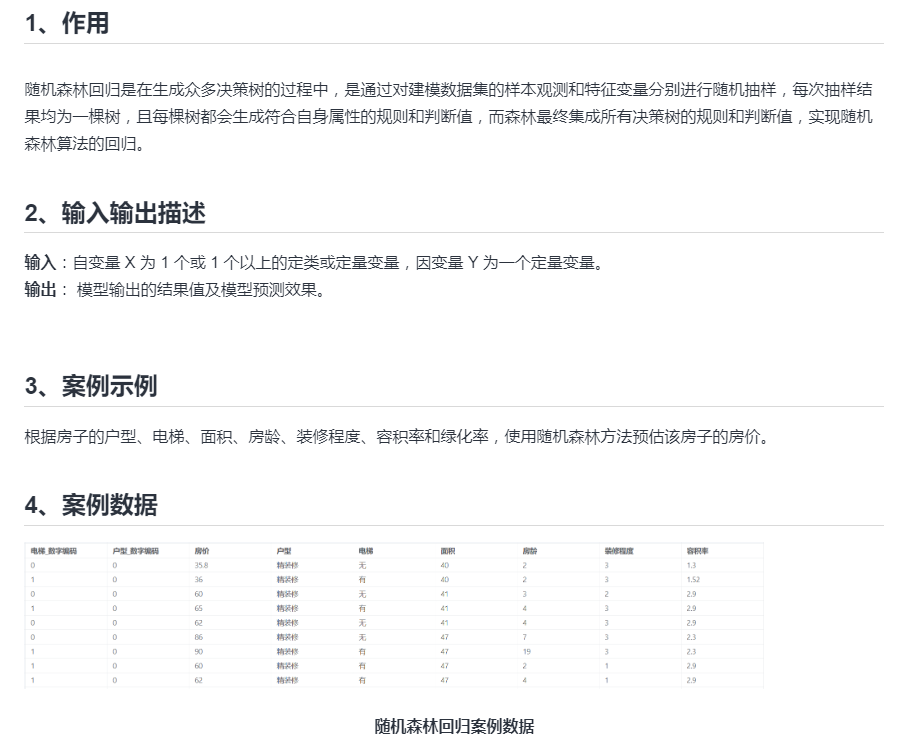 1、作用
随机森林回归是在生成众多决策树的过程中，是通过对建模数据集的样本观测和特征变量分别进行随机抽样，每次抽样结
果均为一棵树，且每棵树都会生成符合自身属性的规则和判断值，而森林最终集成所有决策树的规则和判断值，实现随机
森林算法的回归。
2、输入输出描述
输入：自变量 X 为 1 个或 1 个以上的定类或定量变量，因变量 Y 为一个定量变量。
输出： 模型输出的结果值及模型预测效果。
3、案例示例
根据房子的户型、电梯、面积、房龄、装修程度、容积率和绿化率，使用随机森林方法预估该房子的房价。
4、案例数据
电梯_数字编码 户型_数字编码 房价 户型 电梯 面积 房龄 装修程度 容积率
0 0 35.8 精装修 无 40 2 3 1.3
1 0 36 精装修 有 40 2 3 1.52
0 0 60 精装修 无 41 3 2 2.9
1 0 65 精装修 有 41 4 3 2.9
0 0 62 精装修 无 41 4 3 2.9
0 0 86 精装修 无 47 7 3 2.3
1 0 90 精装修 有 47 19 3 2.3
1 0 60 精装修 有 47 2 1 2.9
1 0 62 精装修 有 47 4 1 2.9
随机森林回归案例数据